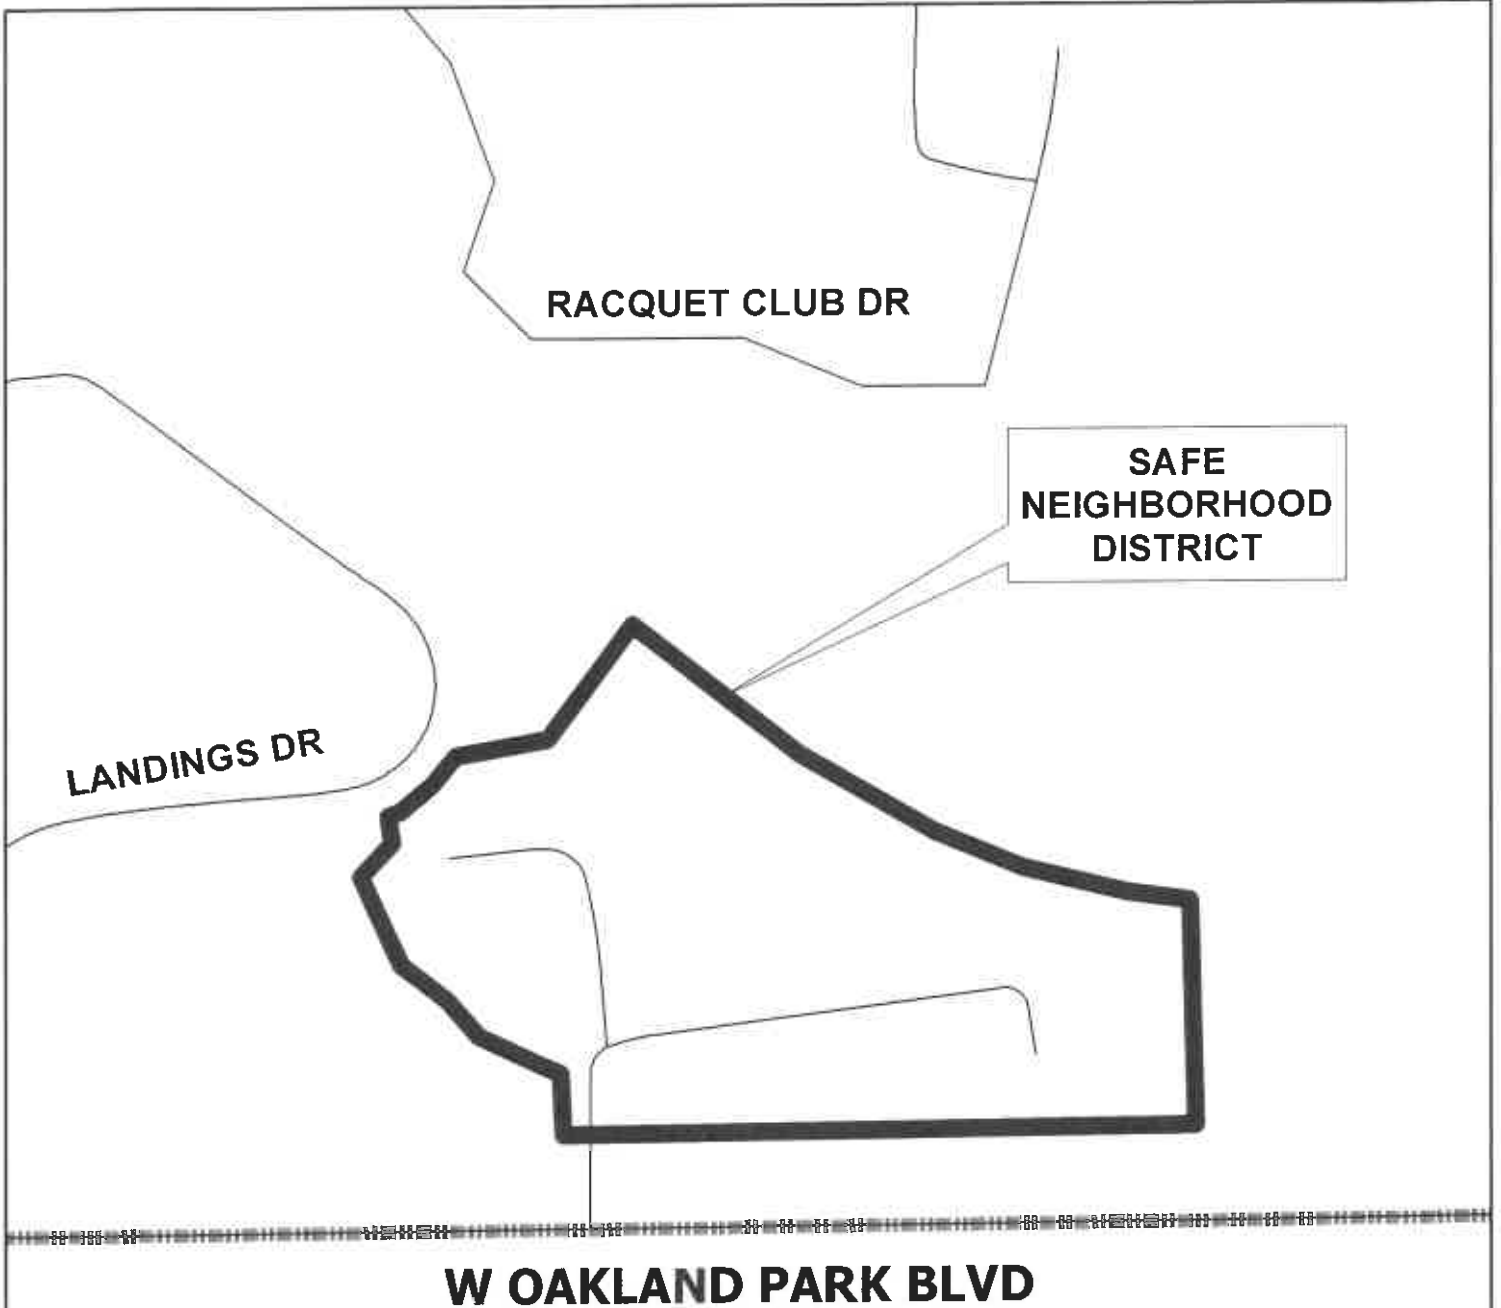 RACQUET CLUB DR
SAFE
NEIGHBORHOOD
DISTRICT
LANDINGS DR
W OAKLAND PARK BLVD